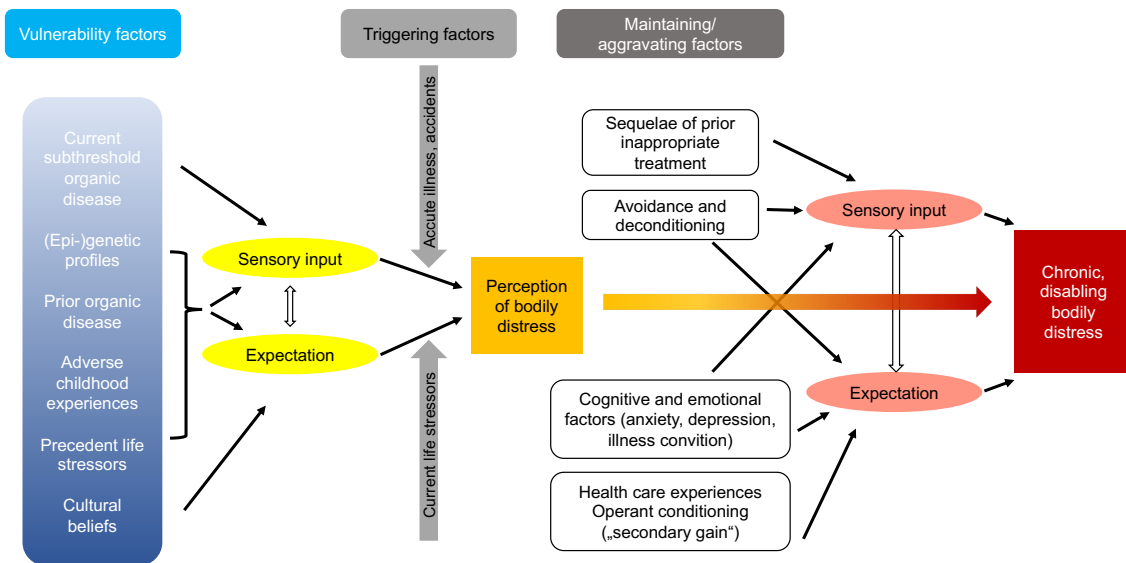 Vulnerability factors
Triggering factors
Maintaining/
aggravating factors
Current
subthreshold
organic
disease
(Epi-)genetic
profiles
Prior organic
disease
Adverse
childhood
experiences
Precedent life
stressors
Cultural
beliefs
Sensory input
Expectation
Accute illness, accidents
Current life stressors
Perception
of bodily
distress
Sequelae of prior
inappropriate
treatment
Avoidance and
deconditioning
Cognitive and emotional
factors (anxiety, depression,
illness convition)
Health care experiences
Operant conditioning
(„secondary gain“)
Sensory input
Expectation
Chronic,
disabling
bodily
distress